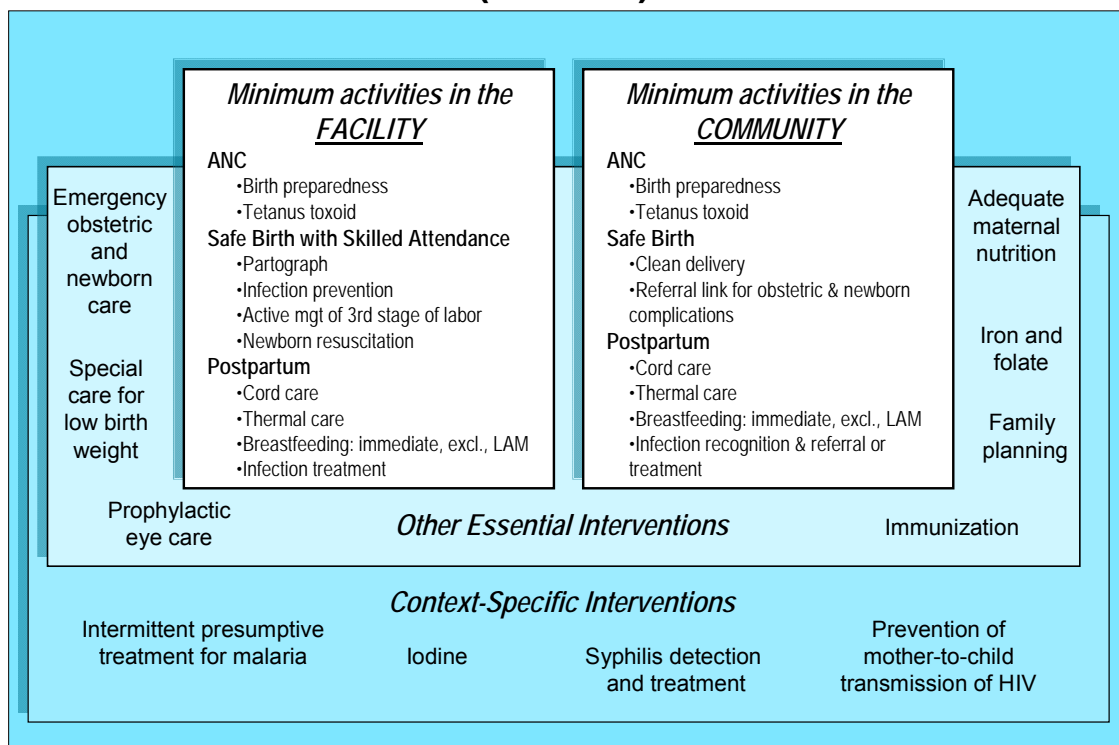 Minimum activities in the
FACILITY
ANC
•Birth preparedness
•Tetanus toxoid
Safe Birth with Skilled Attendance
•Partograph
•Infection prevention
•Active mgt of 3rd stage of labor
•Newborn resuscitation
Postpartum
•Cord care
•Thermal care
•Breastfeeding: immediate, excl., LAM
•Infection treatment
Minimum activities in the
COMMUNITY
ANC
•Birth preparedness
•Tetanus toxoid
Safe Birth
•Clean delivery
•Referral link for obstetric & newborn
complications
Postpartum
•Cord care
•Thermal care
•Breastfeeding: immediate, excl., LAM
•Infection recognition & referral or
treatment
Emergency
obstetric
and
newborn
care
Special
care for
low birth
weight
Adequate
maternal
nutrition
Iron and
folate
Family
planning
Prophylactic
eye care
Other Essential Interventions
Immunization
Context-Specific Interventions
Intermittent presumptive
treatment for malaria
Iodine
Syphilis detection
and treatment
Prevention of
mother-to-child
transmission of HIV